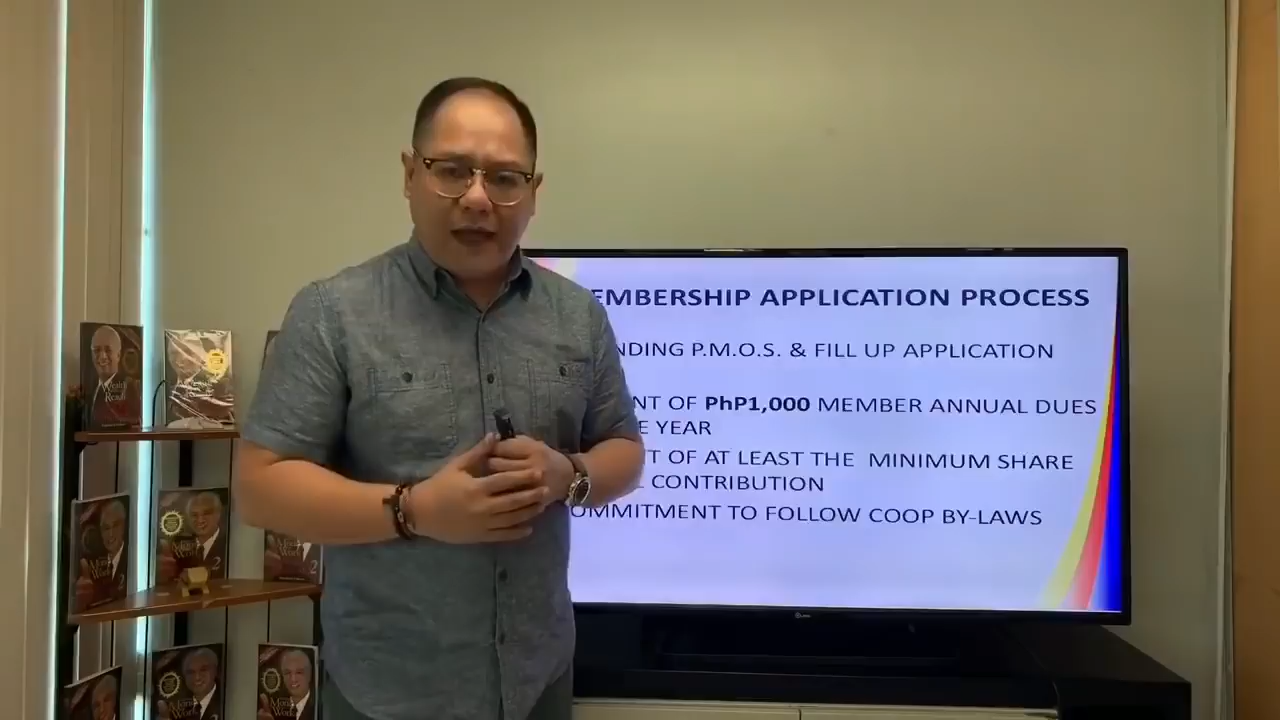 EMBERSHIP APPLICATION PROCESS
NDING P.M.O.S. & FILL UP APPLICATION
NT OF PhP1,000 MEMBER ANNUAL DUES
E YEAR
T OF AT LEAST THE MINIMUM SHARE
L CONTRIBUTION
OMMITMENT TO FOLLOW COOP BY-LAWS